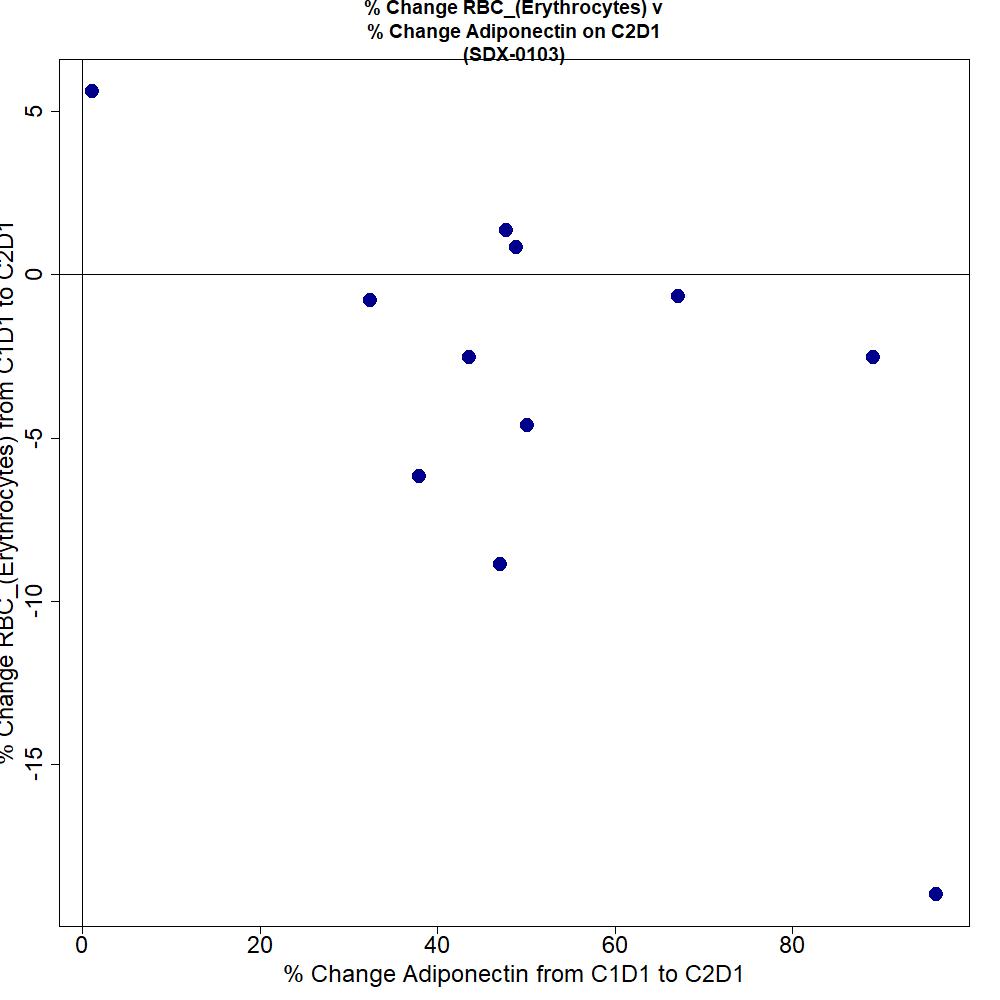 % Change RBC_(Erythrocytes) v
% Change Adiponectin on C2D1
(SDX-0103)
% Change RBC_(Erythrocytes) from C1D1 to C2D1
5
0
-5
-10
-15
0 20 40 60 80
% Change Adiponectin from C1D1 to C2D1